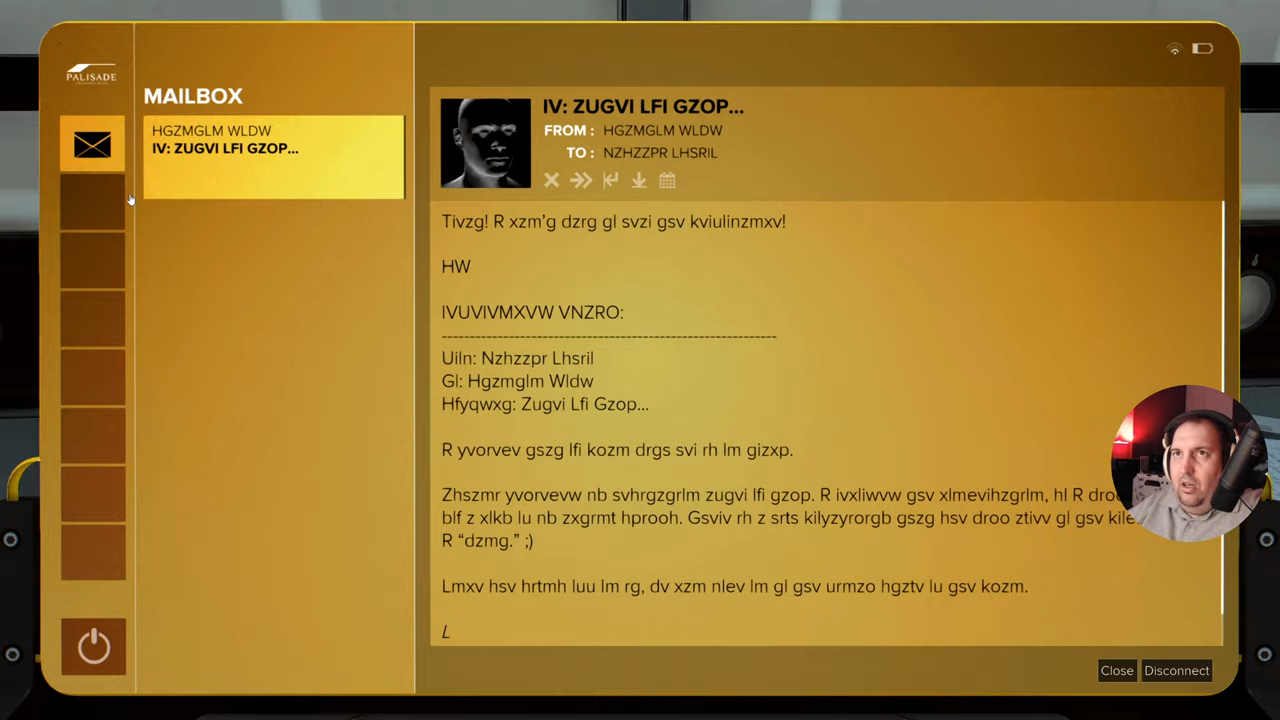 PALISADE
MAILBOX
HGZMGLM WLDW
IV: ZUGVI LFI GZOP...
IV: ZUGVI LFI GZOP...
FROM : HGZMGLM WLDW
TO : NZHZZPR LHSRIL
Tivzg! R xzm’g dzrg gl svzi gsv kviulinzmxv!
HW
IVUVIVMXVW VNZRO:
------------------------------------------------------------
Uiln: Nzhzzpr Lhsril
Gl: Hgzmglm Wldw
Hfyqwxg: Zugvi Lfi Gzop...
R yvorvev gszg lfi kozm drgs svi rh lm gizxp.
Zhszmr yvorvevw nb svhrgzgrlm zugvi lfi gzop. R ivxliwvw gsv xlmevihzgrlm, hl R
blf z xlkb lu nb zxgrmt hprooh. Gsviv rh z srts kilyzyrorgb gszg hsv droo ztivv gl gsv
R “dzmg.” ;)
Lmxv hsv hrtmh luu lm rg, dv xzm nlev lm gl gsv urmzo hgztv lu gsv kozm.
L
Close Disconnect